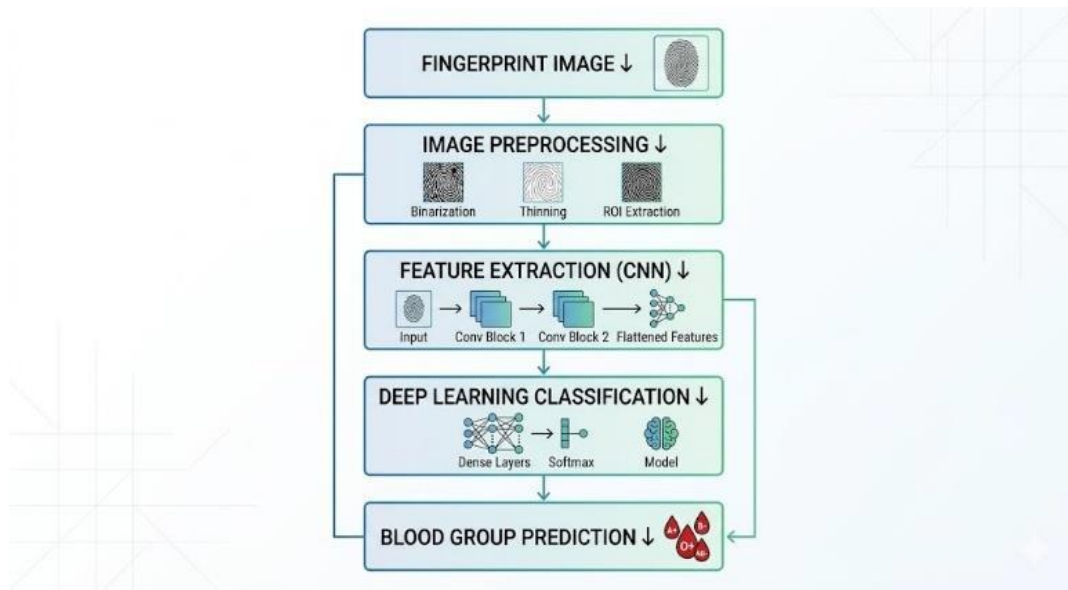 FINGERPRINT IMAGE ↓
IMAGE PREPROCESSING ↓
Binarization Thinning ROI Extraction
FEATURE EXTRACTION (CNN) ↓
Input Conv Block 1 Conv Block 2 Flattened Features
DEEP LEARNING CLASSIFICATION ↓
Dense Layers Softmax Model
BLOOD GROUP PREDICTION ↓
A+ B- O+ AB-